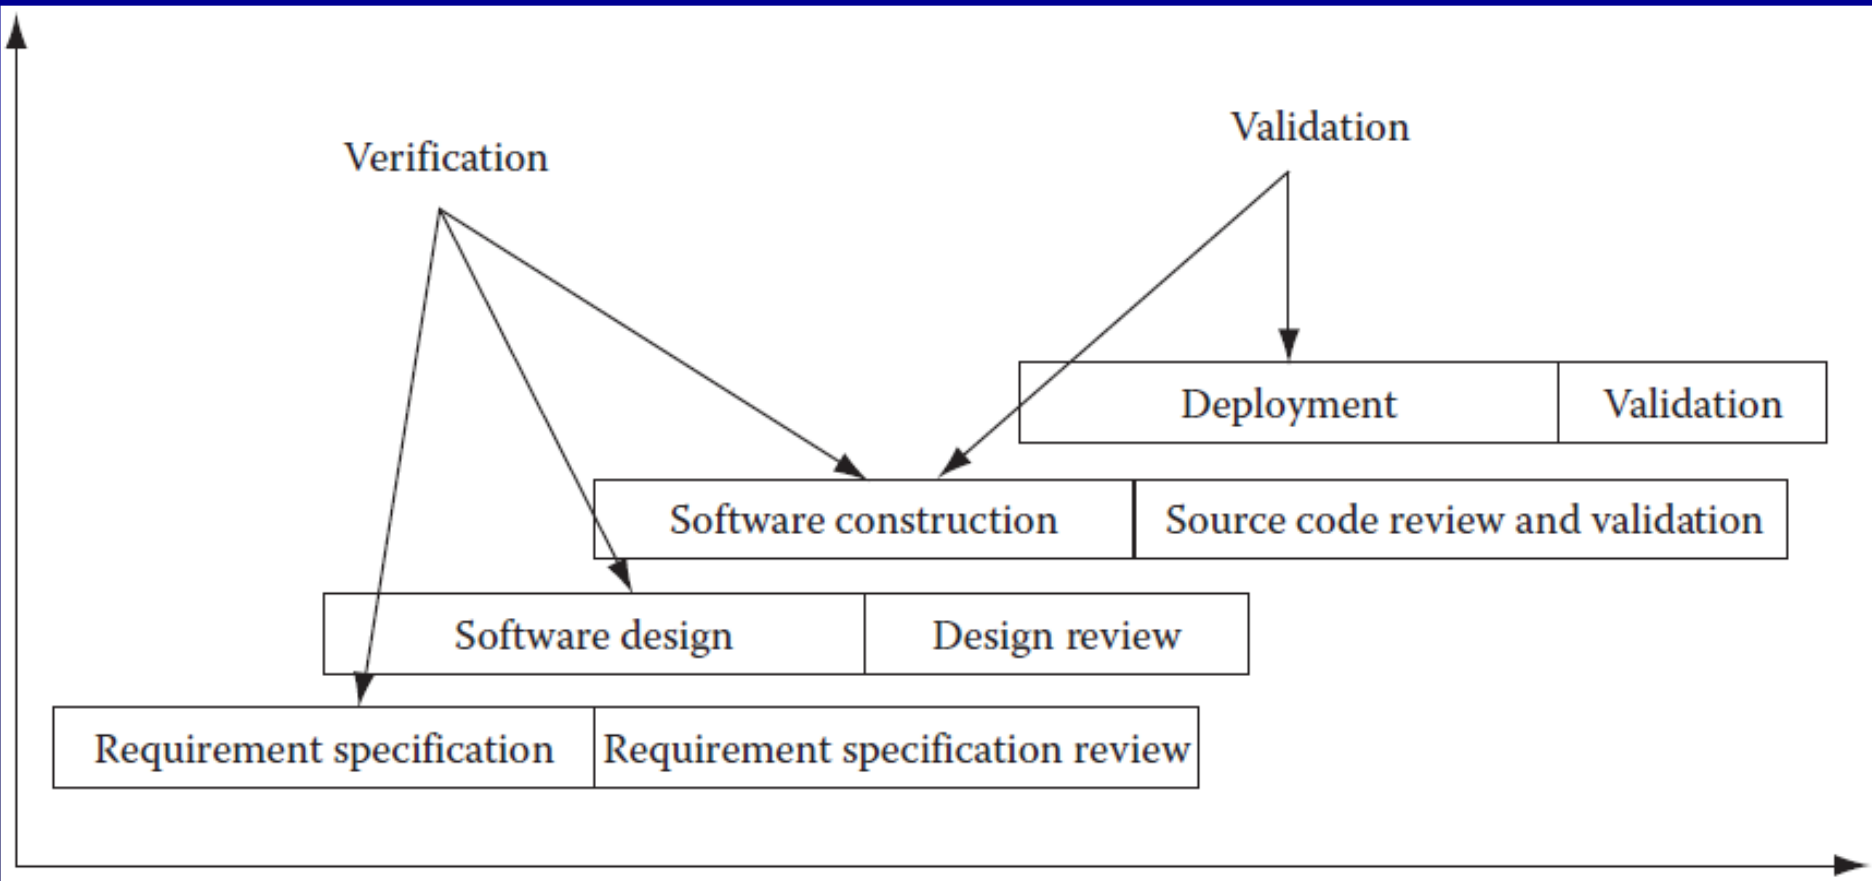 Validation
Verification
Deployment
Validation
Software construction
Source code review and validation
Software design
Design review
Requirement specification
Requirement specification review